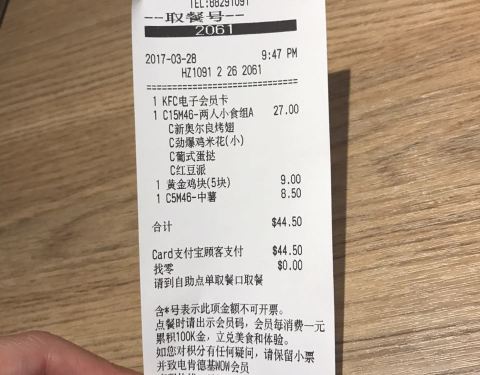 TEL:88291091
--取餐号--
2061
2017-03-28 9:47 PM
HZ1091 2 26 2061
==============================
1 KFC电子会员卡
1 C15M46-两人小食组A 27.00
C新奥尔良烤翅
C劲爆鸡米花(小)
C葡式蛋挞
C红豆派
1 黄金鸡块(5块) 9.00
1 C5M46-中薯 8.50
合计 $44.50
Card支付宝顾客支付 $44.50
找零 $0.00
请到自助点单取餐口取餐
含*号表示此项金额不可开票。
点餐时请出示会员码，会员每消费一元
累积100K金，立兑美食和体验。
如您对积分有任何疑问，请保留小票
并致电肯德基WOW会员